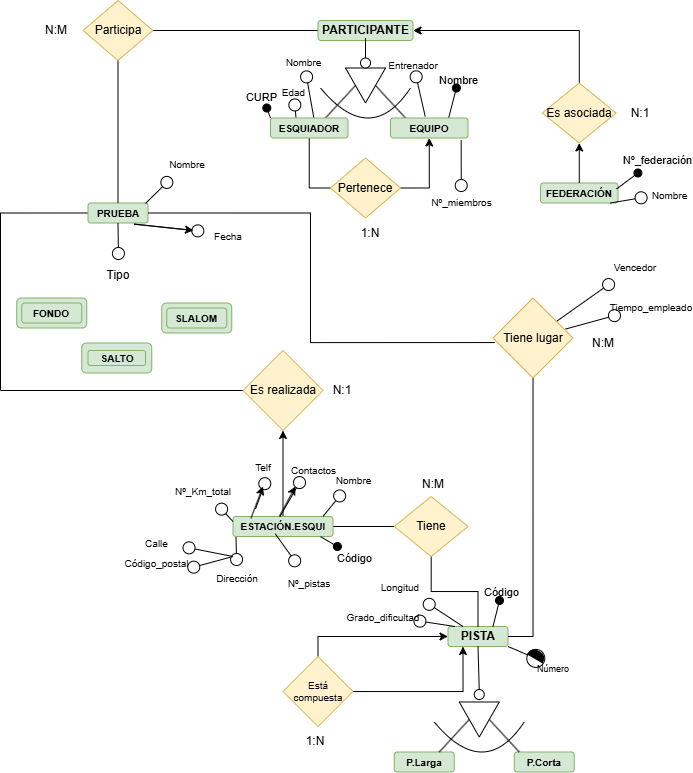 N:M
Participa
PARTICIPANTE
Nombre
Entrenador
Nombre
CURP
Edad
ESQUIADOR
EQUIPO
Es asociada
N:1
Nº_federación
Pertenece
FEDERACIÓN
Nombre
Nº_miembros
1:N
Nombre
PRUEBA
Fecha
Tipo
Vencedor
Tiempo_empleado
FONDO
SLALOM
SALTO
Tiene lugar
N:M
Es realizada
N:1
Telf
Contactos
Nombre
Nº_Km_total
N:M
ESTACIÓN.ESQUI
Tiene
Calle
Código_postal
Dirección
Nº_pistas
Código
Longitud
Código
Grado_dificultad
PISTA
Número
Está
compuesta
1:N
P.Larga
P.Corta